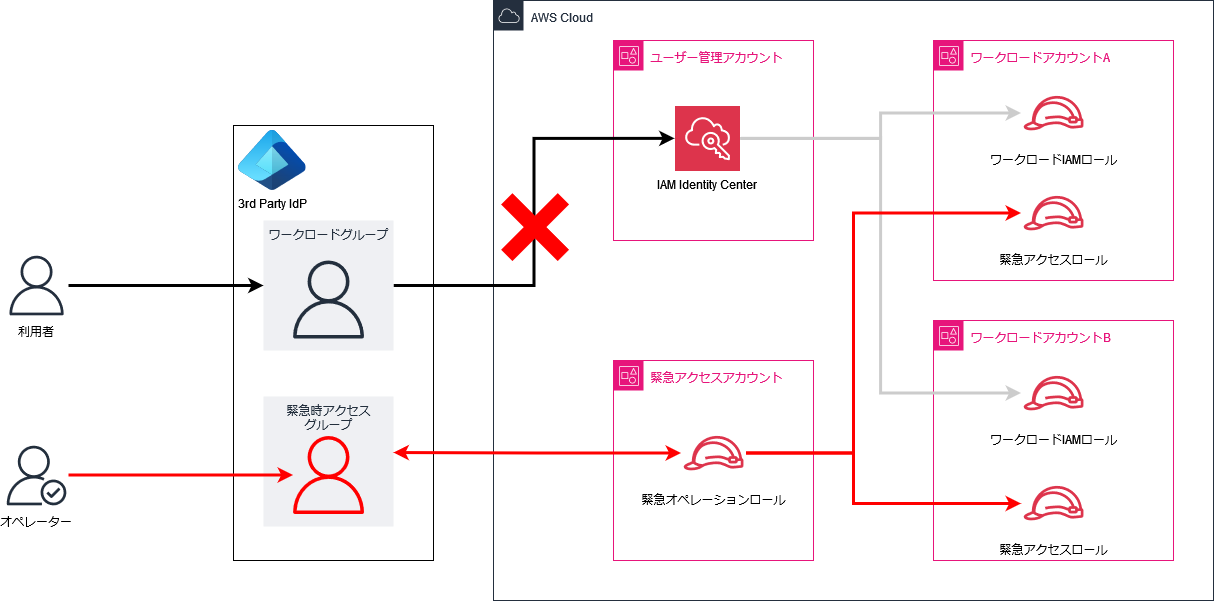 AWS Cloud
ユーザー管理アカウント
IAM Identity Center
ワークロードアカウントA
ワークロードIAMロール
緊急アクセスロール
3rd Party IdP
ワークロードグループ
利用者
緊急時アクセス
グループ
オペレーター
緊急アクセスアカウント
緊急オペレーションロール
ワークロードアカウントB
ワークロードIAMロール
緊急アクセスロール